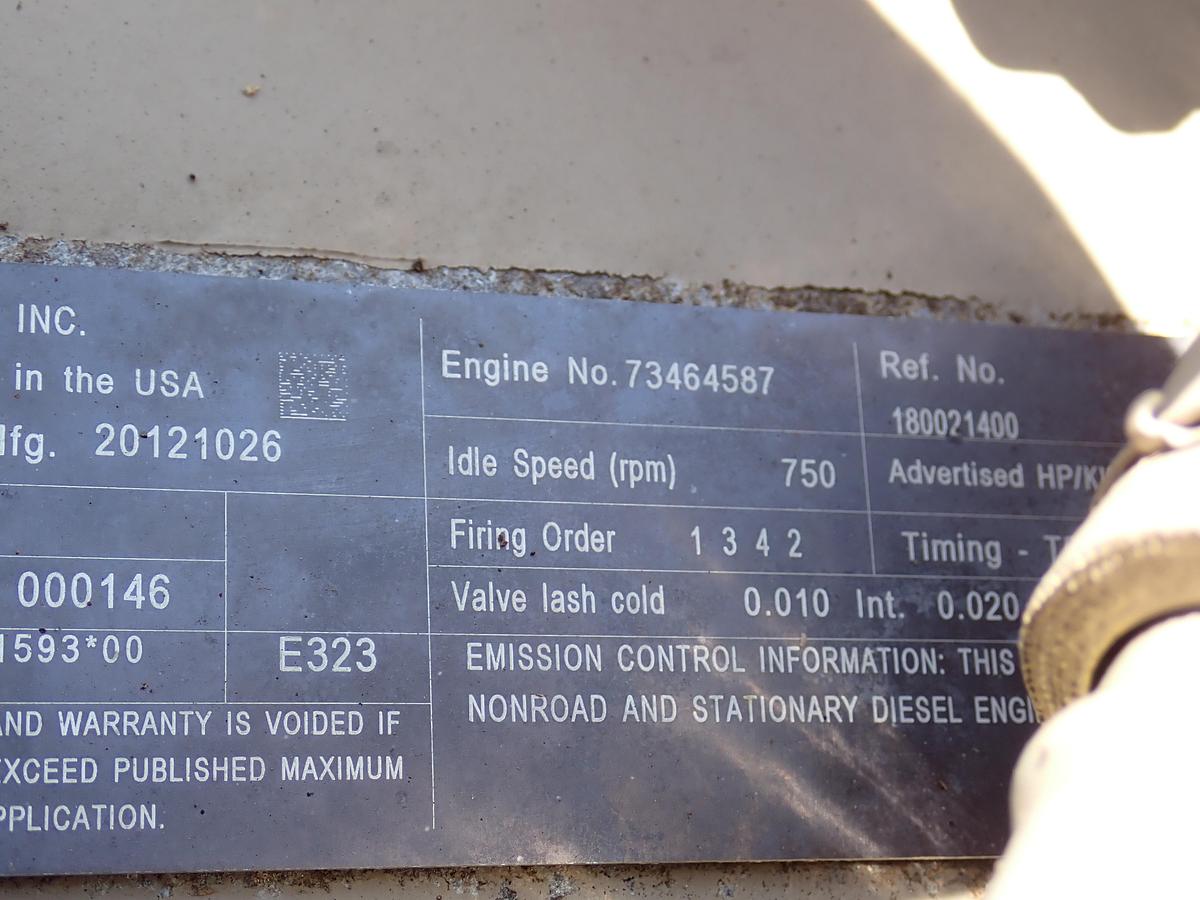 INC.
in the USA
Mfg. 20121026
000146
1593*00
E323
AND WARRANTY IS VOIDED IF
EXCEED PUBLISHED MAXIMUM
APPLICATION.
Engine No. 73464587
Ref. No.
180021400
Idle Speed (rpm) 750
Advertised HP/K
Firing Order 1 3 4 2
Timing - T
Valve lash cold 0.010 Int. 0.020
EMISSION CONTROL INFORMATION: THIS
NONROAD AND STATIONARY DIESEL ENGI